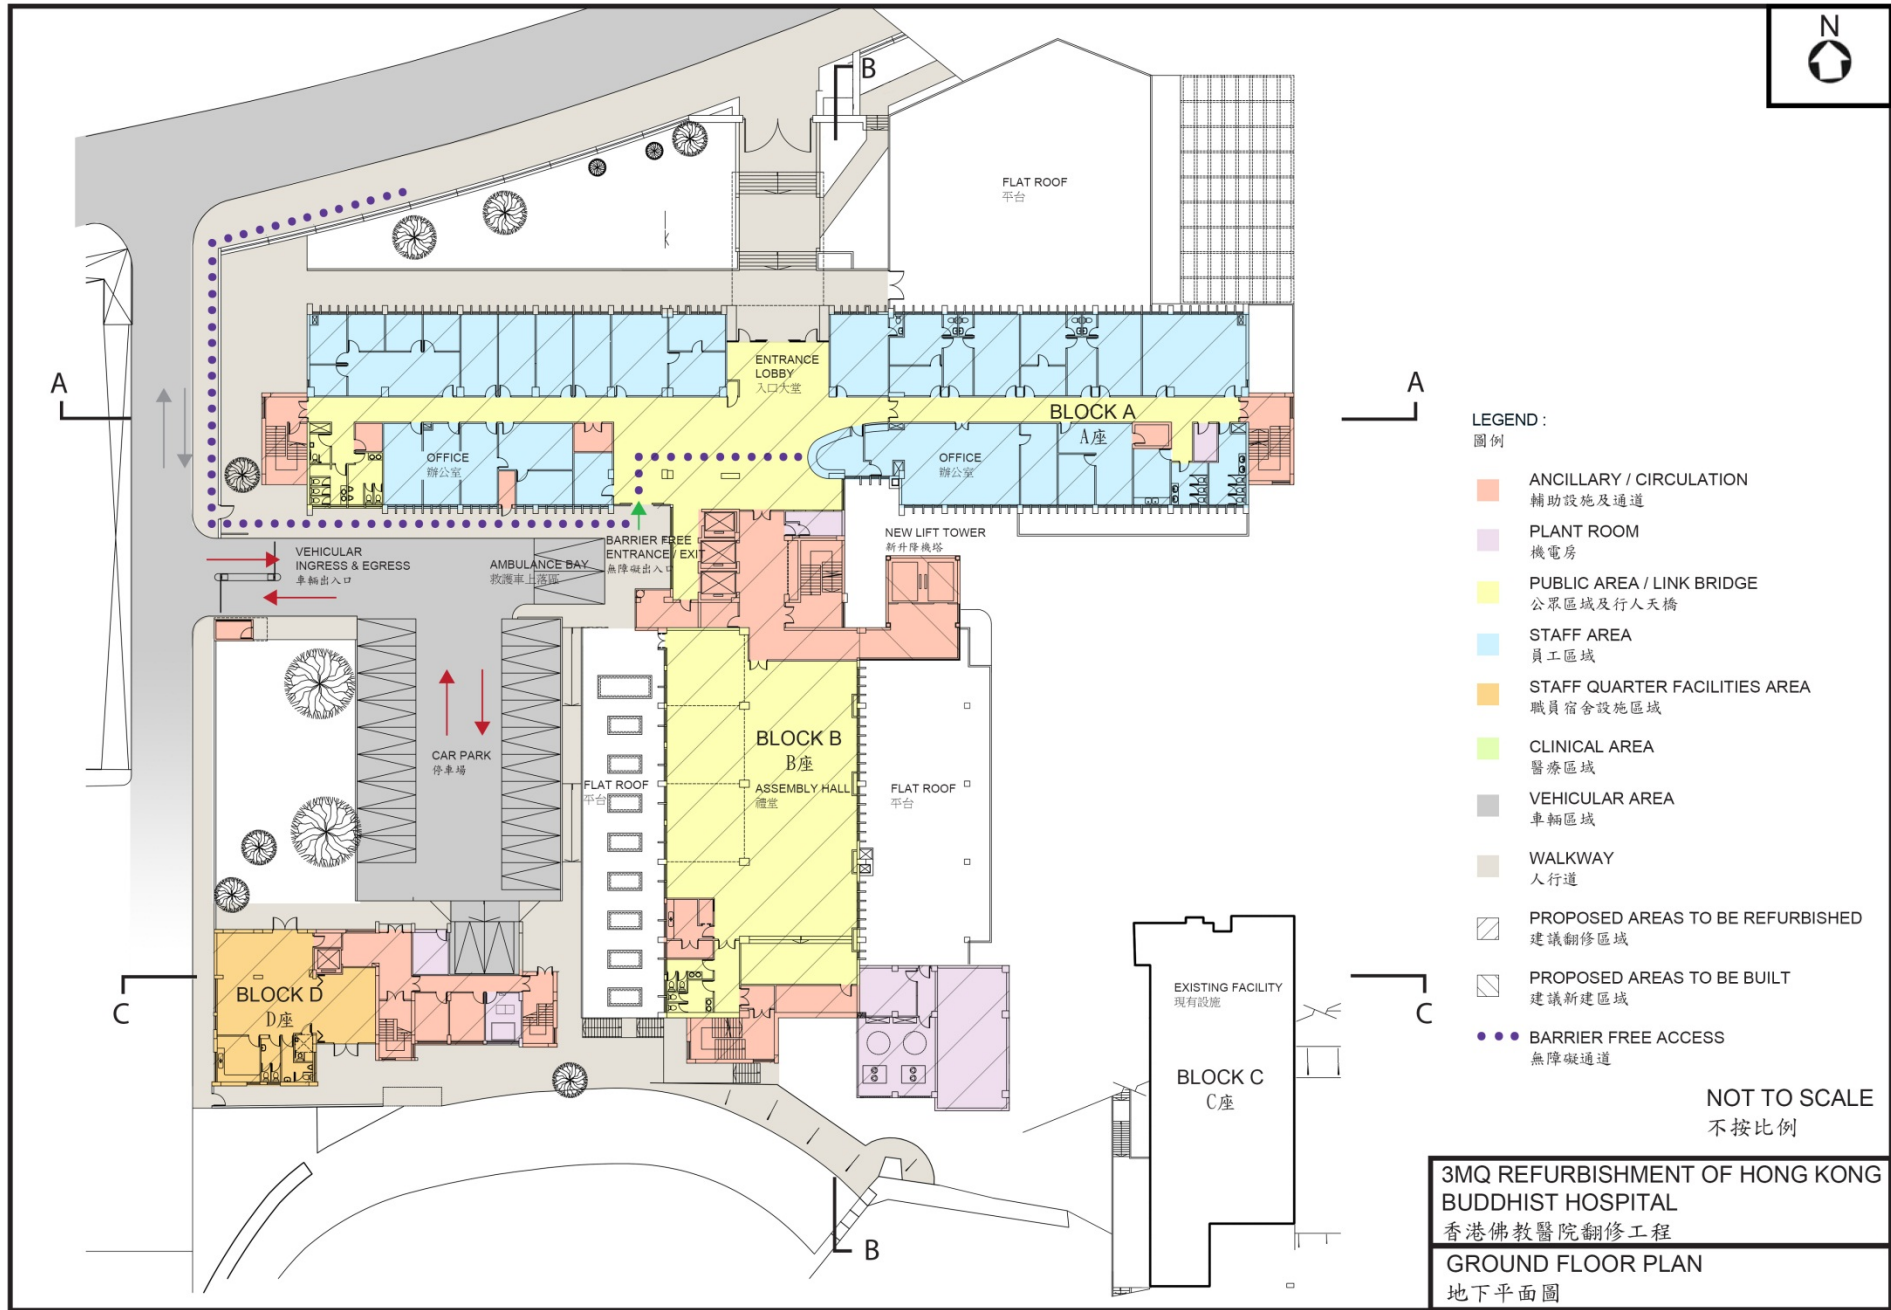 N
B
FLAT ROOF
平台
A
A
ENTRANCE
LOBBY
入口大堂
BLOCK A
A座
OFFICE
辦公室
OFFICE
辦公室
VEHICULAR
INGRESS & EGRESS
車輛出入口
AMBULANCE BAY
救護車上落區
BARRIER FREE
ENTRANCE / EXIT
無障礙出入口
NEW LIFT TOWER
新升降機塔
CAR PARK
停車場
FLAT ROOF
平台
BLOCK B
B座
ASSEMBLY HALL
禮堂
FLAT ROOF
平台
C
BLOCK D
D座
EXISTING FACILITY
現有設施
C
BLOCK C
C座
B
LEGEND :
圖例
ANCILLARY / CIRCULATION
輔助設施及通道
PLANT ROOM
機電房
PUBLIC AREA / LINK BRIDGE
公眾區域及行人天橋
STAFF AREA
員工區域
STAFF QUARTER FACILITIES AREA
職員宿舍設施區域
CLINICAL AREA
醫療區域
VEHICULAR AREA
車輛區域
WALKWAY
人行道
PROPOSED AREAS TO BE REFURBISHED
建議翻修區域
PROPOSED AREAS TO BE BUILT
建議新建區域
BARRIER FREE ACCESS
無障礙通道
NOT TO SCALE
不按比例
3MQ REFURBISHMENT OF HONG KONG
BUDDHIST HOSPITAL
香港佛教醫院翻修工程
GROUND FLOOR PLAN
地下平面圖